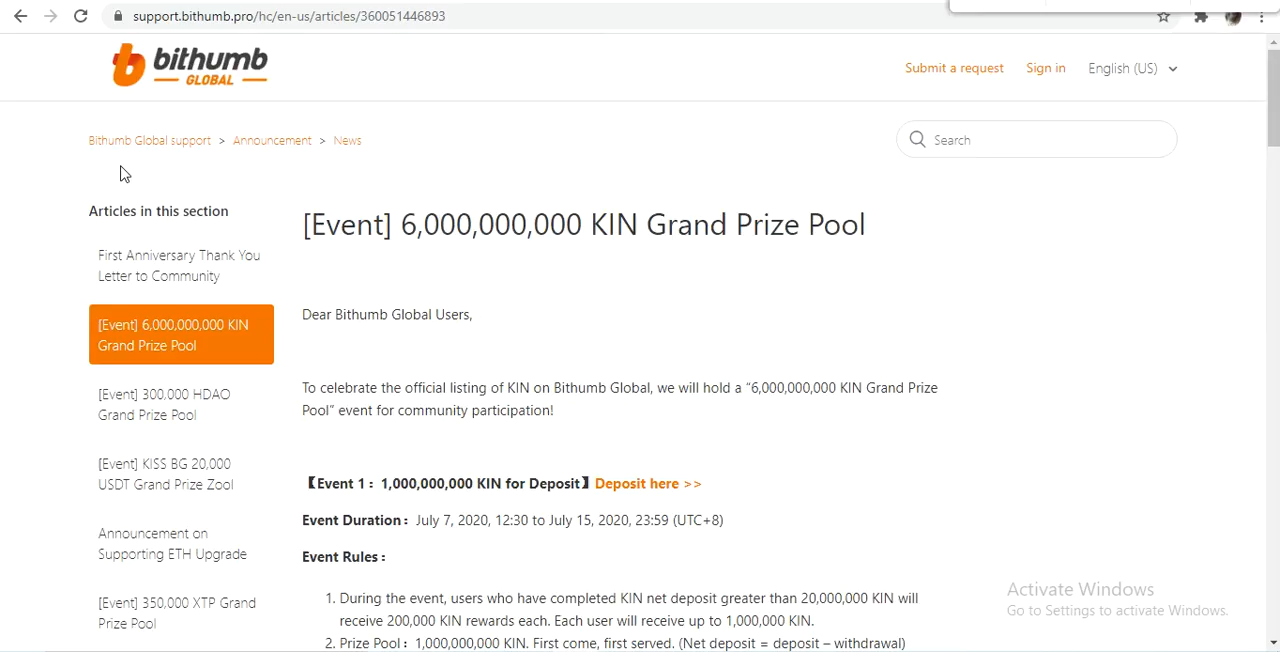 support.bithumb.pro/hc/en-us/articles/360051446893
bithumb
GLOBAL
Submit a request
Sign in
English (US)
Bithumb Global support > Announcement > News
Search
Articles in this section
First Anniversary Thank You
Letter to Community
[Event] 6,000,000,000 KIN
Grand Prize Pool
[Event] 300,000 HDAO
Grand Prize Pool
[Event] KISS BG 20,000
USDT Grand Prize Zool
Announcement on
Supporting ETH Upgrade
[Event] 350,000 XTP Grand
Prize Pool
[Event] 6,000,000,000 KIN Grand Prize Pool
Dear Bithumb Global Users,
To celebrate the official listing of KIN on Bithumb Global, we will hold a “6,000,000,000 KIN Grand Prize
Pool” event for community participation!
【Event 1：1,000,000,000 KIN for Deposit】Deposit here >>
Event Duration：July 7, 2020, 12:30 to July 15, 2020, 23:59 (UTC+8)
Event Rules：
1. During the event, users who have completed KIN net deposit greater than 20,000,000 KIN will
receive 200,000 KIN rewards each. Each user will receive up to 1,000,000 KIN.
2. Prize Pool：1,000,000,000 KIN. First come, first served. (Net deposit = deposit – withdrawal)
Activate Windows
Go to Settings to activate Windows.